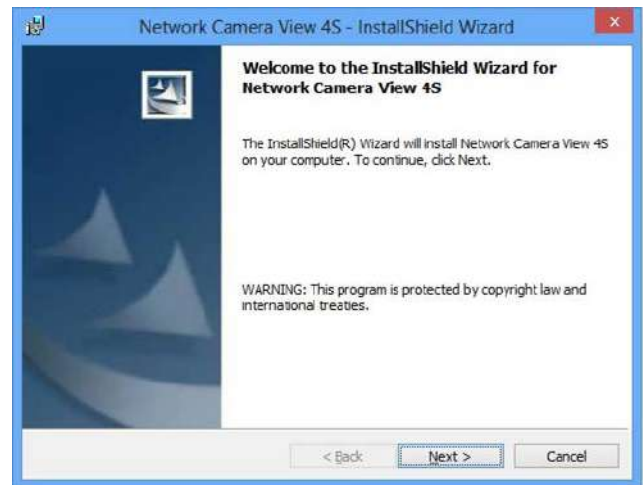 Network Camera View 4S - InstallShield Wizard
x
Welcome to the InstallShield Wizard for
Network Camera View 4S
The InstallShield(R) Wizard will install Network Camera View 4S
on your computer. To continue, click Next.
WARNING: This program is protected by copyright law and
international treaties.
< Back
Next >
Cancel